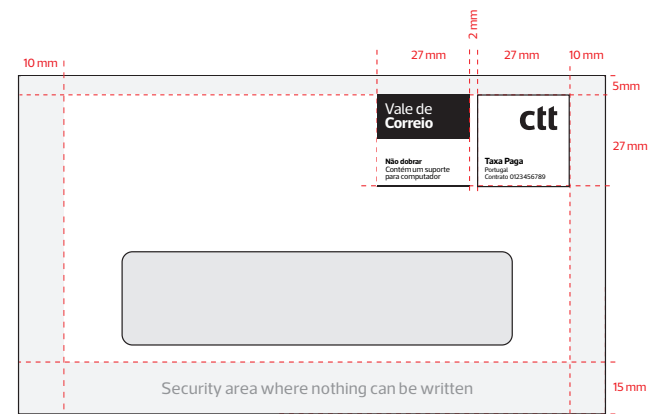 2 mm
27 mm
27 mm
10 mm
10 mm
5mm
Vale de
Correio
ctt
27 mm
Não dobrar
Contém um suporte
para computador
Taxa Paga
Portugal
Contrato 0123456789
Security area where nothing can be written
15 mm